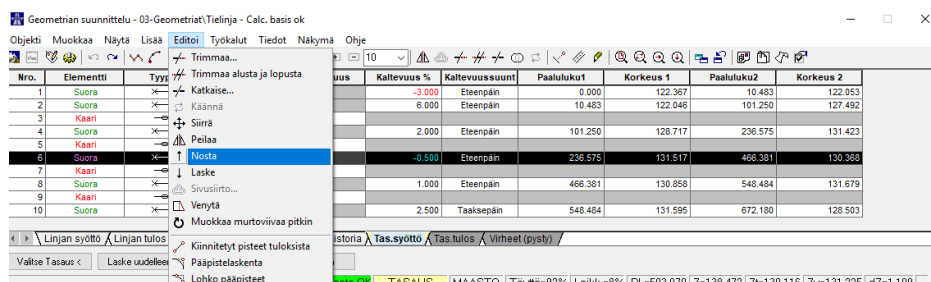 Geometrian suunnittelu - 03-Geometriat\Tielinja - Calc. basis ok
Objekti Muokkaa Näytä Lisää Editoi Työkalut Tiedot Näkymä Ohje
10
Nro. Elementti Kaltevuus % Kaltevuussuunt Paaluluku1 Korkeus 1 Paaluluku2 Korkeus 2
1 Suora -3.000 Eteenpäin 0.000 122.367 10.483 122.053
2 Suora 6.000 Eteenpäin 10.483 122.046 101.250 127.492
3 Kaari
4 Suora 2.000 Eteenpäin 101.250 128.717 236.575 131.423
5 Kaari
6 Suora -0.500 Eteenpäin 236.575 131.517 466.381 130.368
7 Kaari
8 Suora 1.000 Eteenpäin 466.381 130.858 548.484 131.679
9 Kaari
10 Suora 2.500 Taaksepäin 548.484 131.595 672.180 128.503
Trimmaa...
Trimmaa alusta ja lopusta
Katkaise...
Käännä
Siirrä
Peilaa
Nosta
Laske
Sivusiirto...
Venytä
Muokkaa murtoviivaa pitkin
Kiinnitetyt pisteet tuloksista
Pääpistelaskenta
Lohko pääpisteet
Linjan syöttö Linjan tulos Tas.syöttö Tas.tulos Virheet (pysty)
Valitse Tasaus < Laske
TASAUS MAASTO